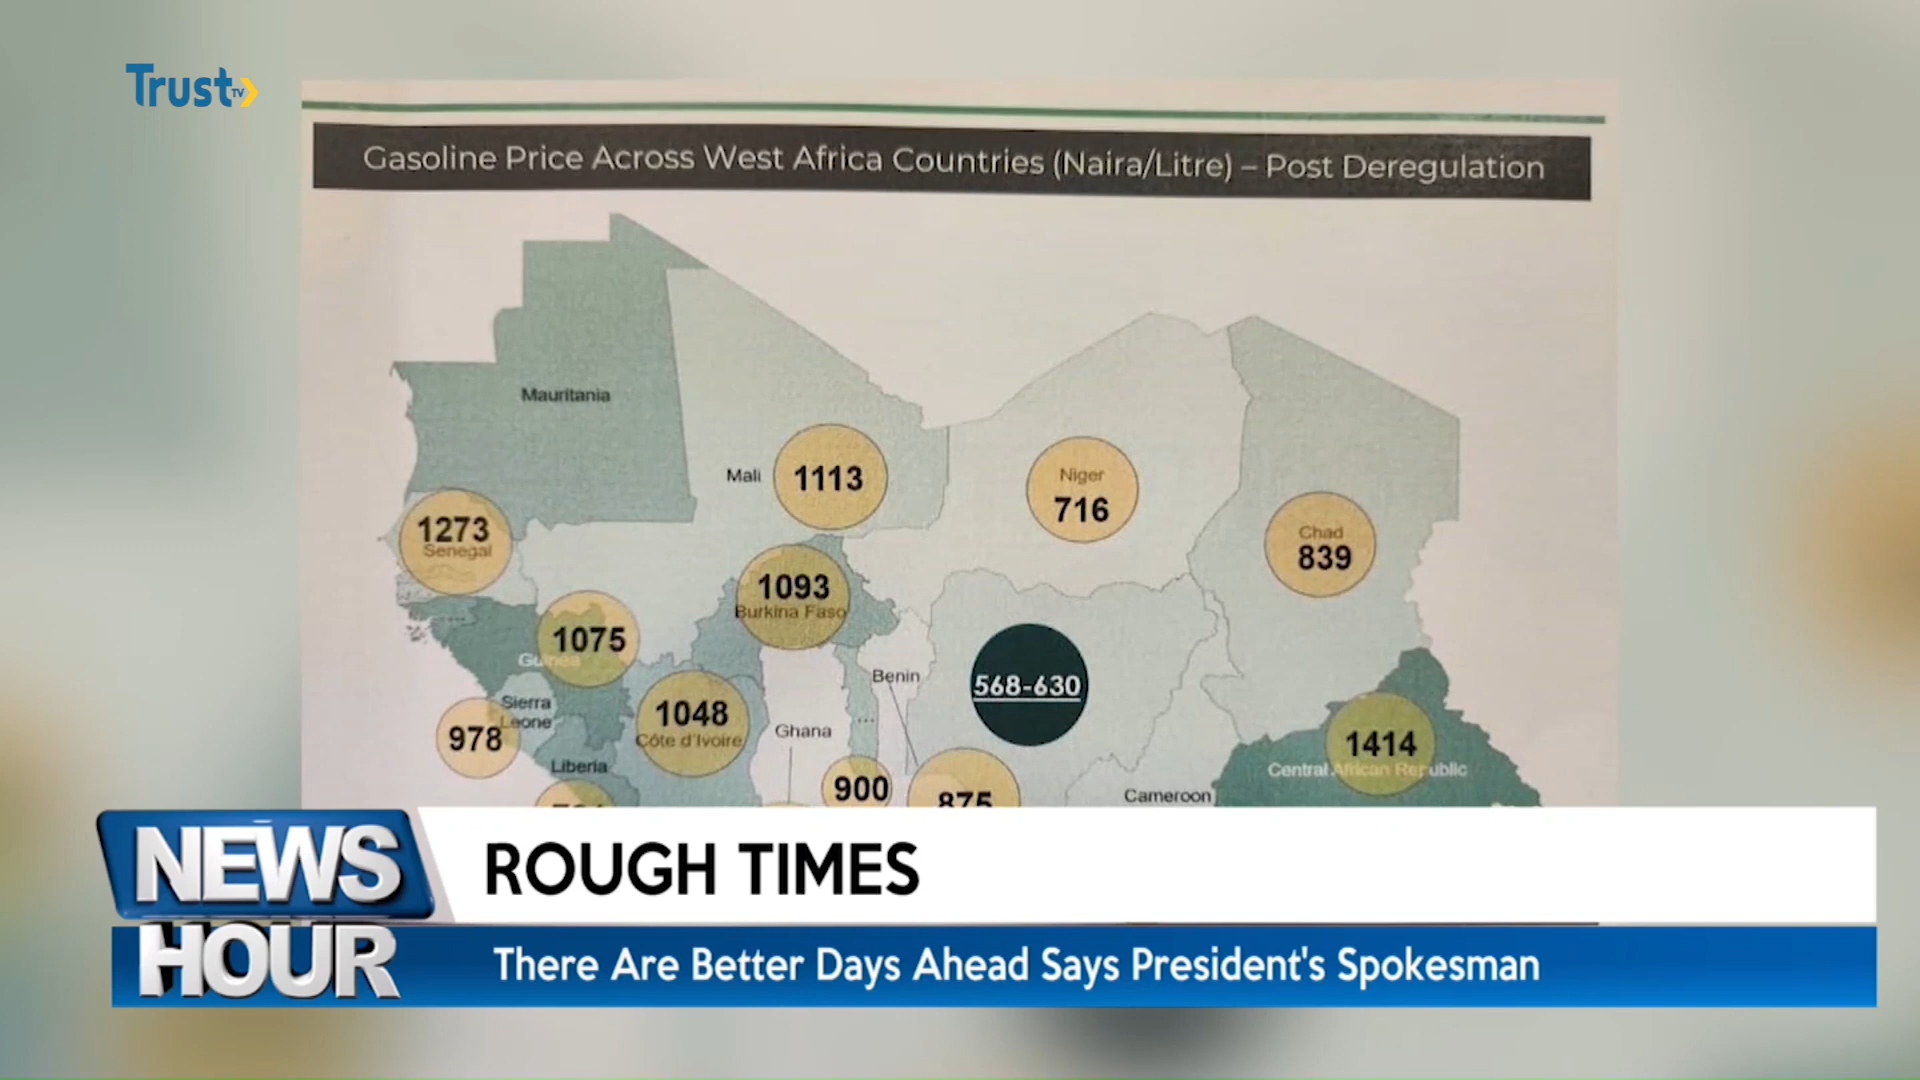 Trust TV
Gasoline Price Across West Africa Countries (Naira/Litre) – Post Deregulation
Mauritania
Mali
1113
Niger
716
1273
Senegal
Chad
839
1093
Burkina Faso
1075
Guinea
Benin
568-630
Sierra
Leone
978
1048
Côte d'Ivoire
Ghana
1414
Central African Republic
Liberia
900
875
Cameroon
NEWS
HOUR
ROUGH TIMES
There Are Better Days Ahead Says President's Spokesman